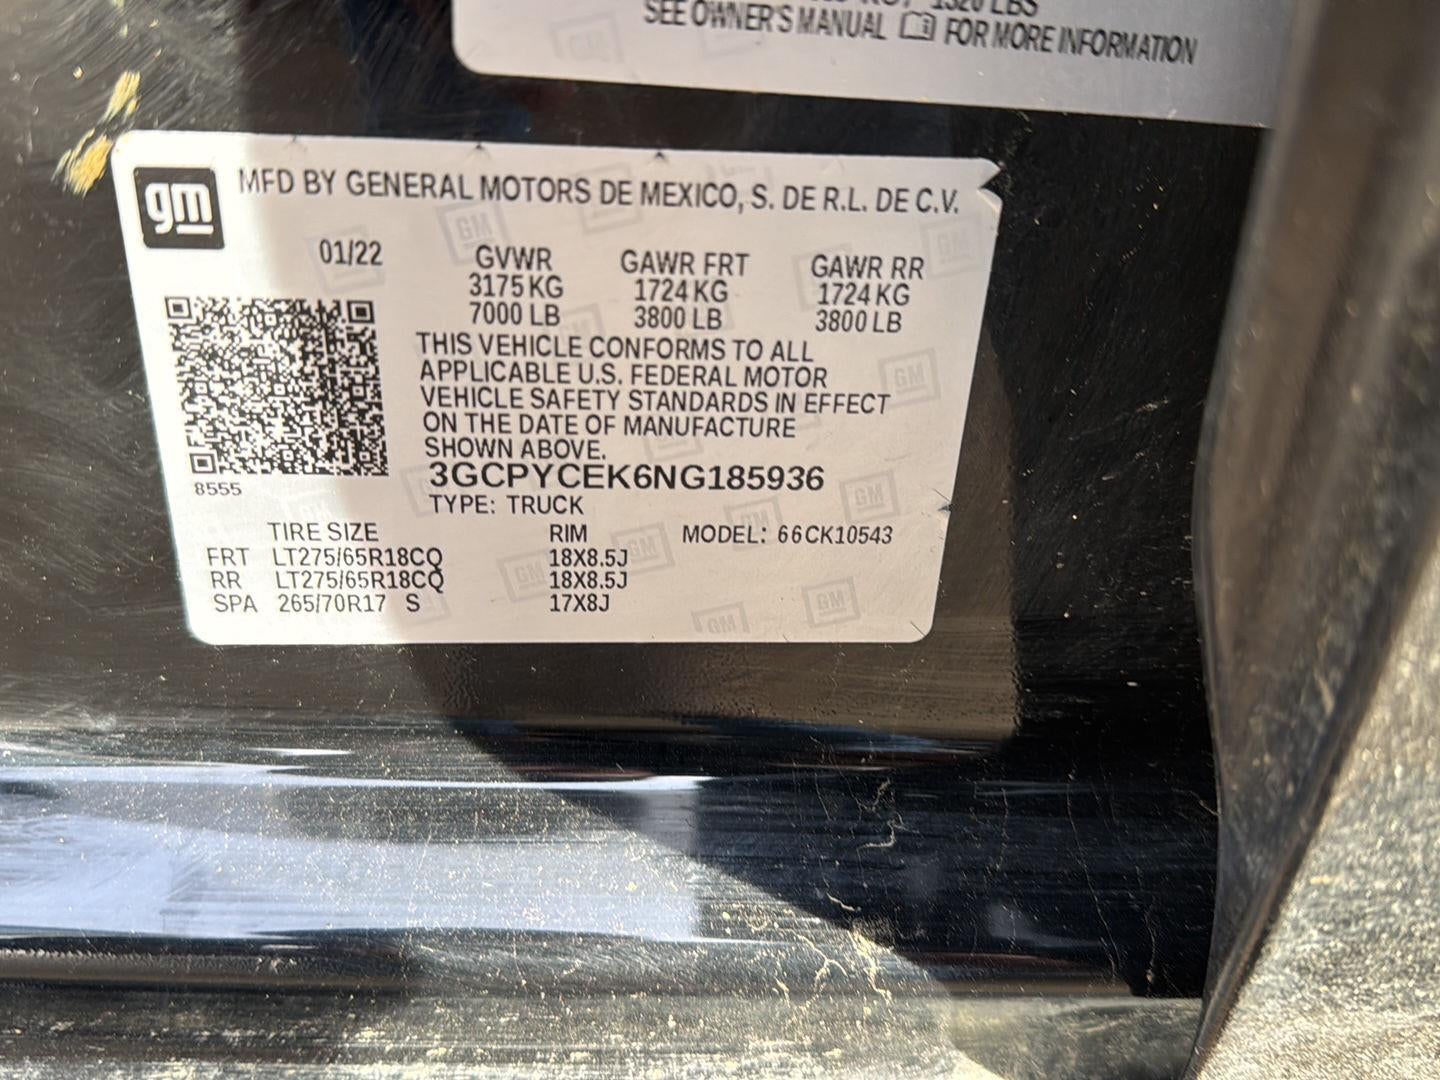 1320 LBS
SEE OWNER'S MANUAL FOR MORE INFORMATION
gm
MFD BY GENERAL MOTORS DE MEXICO, S. DE R.L. DE C.V.
01/22 GVWR GAWR FRT GAWR RR
3175 KG 1724 KG 1724 KG
7000 LB 3800 LB 3800 LB
THIS VEHICLE CONFORMS TO ALL
APPLICABLE U.S. FEDERAL MOTOR
VEHICLE SAFETY STANDARDS IN EFFECT
ON THE DATE OF MANUFACTURE
SHOWN ABOVE.
3GCPYCEK6NG185936
8555
TYPE: TRUCK
TIRE SIZE RIM MODEL: 66CK10543
FRT LT275/65R18CQ 18X8.5J
RR LT275/65R18CQ 18X8.5J
SPA 265/70R17 S 17X8J